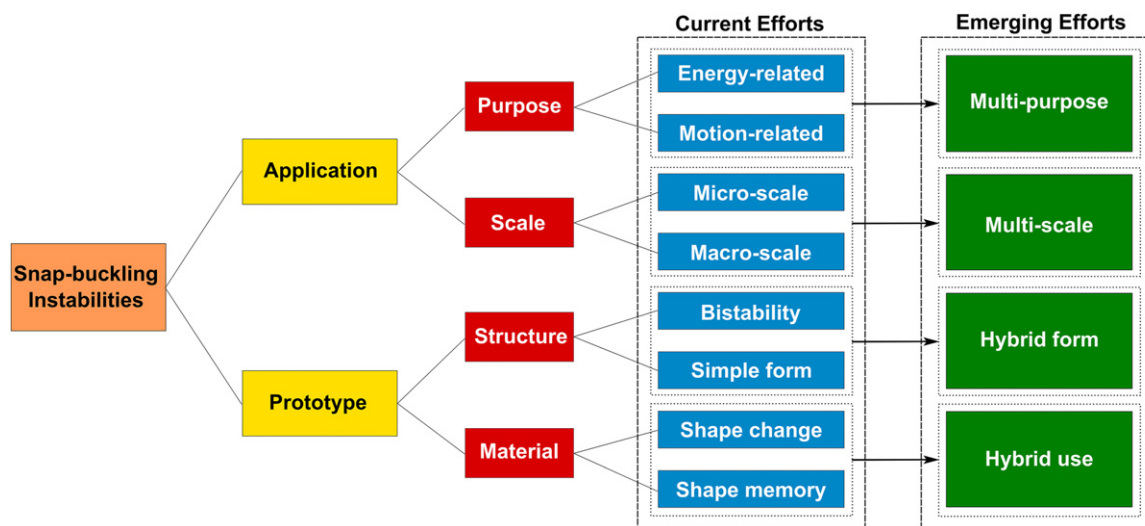 Current Efforts
Emerging Efforts
Snap-buckling
Instabilities
Application
Prototype
Purpose
Scale
Structure
Material
Energy-related
Motion-related
Micro-scale
Macro-scale
Bistability
Simple form
Shape change
Shape memory
Multi-purpose
Multi-scale
Hybrid form
Hybrid use